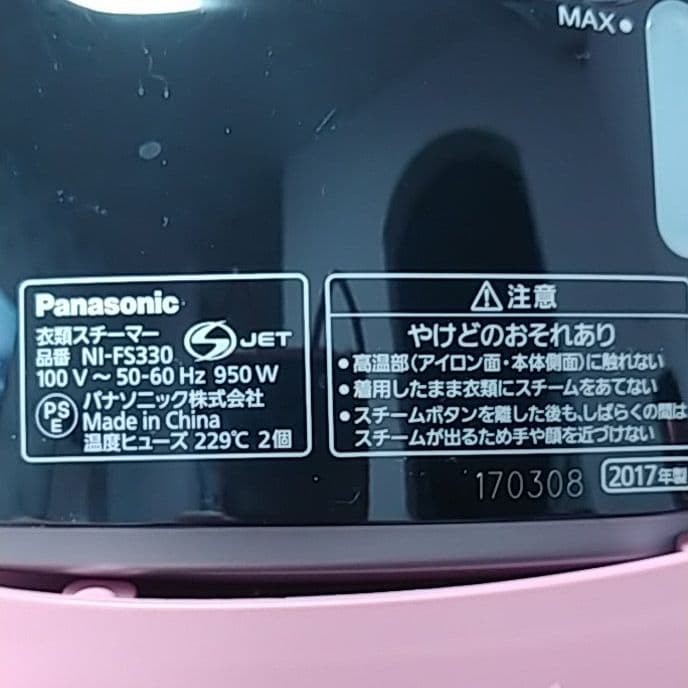 MAX
Panasonic
衣類スチーマー
品番 NI-FS330
S JET
100 V～50-60 Hz 950 W
PS E
パナソニック株式会社
Made in China
温度ヒューズ 229℃ 2個
注意
やけどのおそれあり
●高温部(アイロン面・本体側面)に触れない
●着用したまま衣類にスチームをあてない
●スチームボタンを離した後も、しばらくの間は
スチームが出るため手や顔を近づけない
170308
2017年製